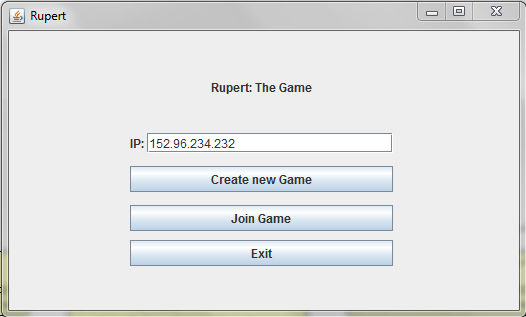 Rupert
Rupert: The Game
IP: 152.96.234.232
Create new Game
Join Game
Exit